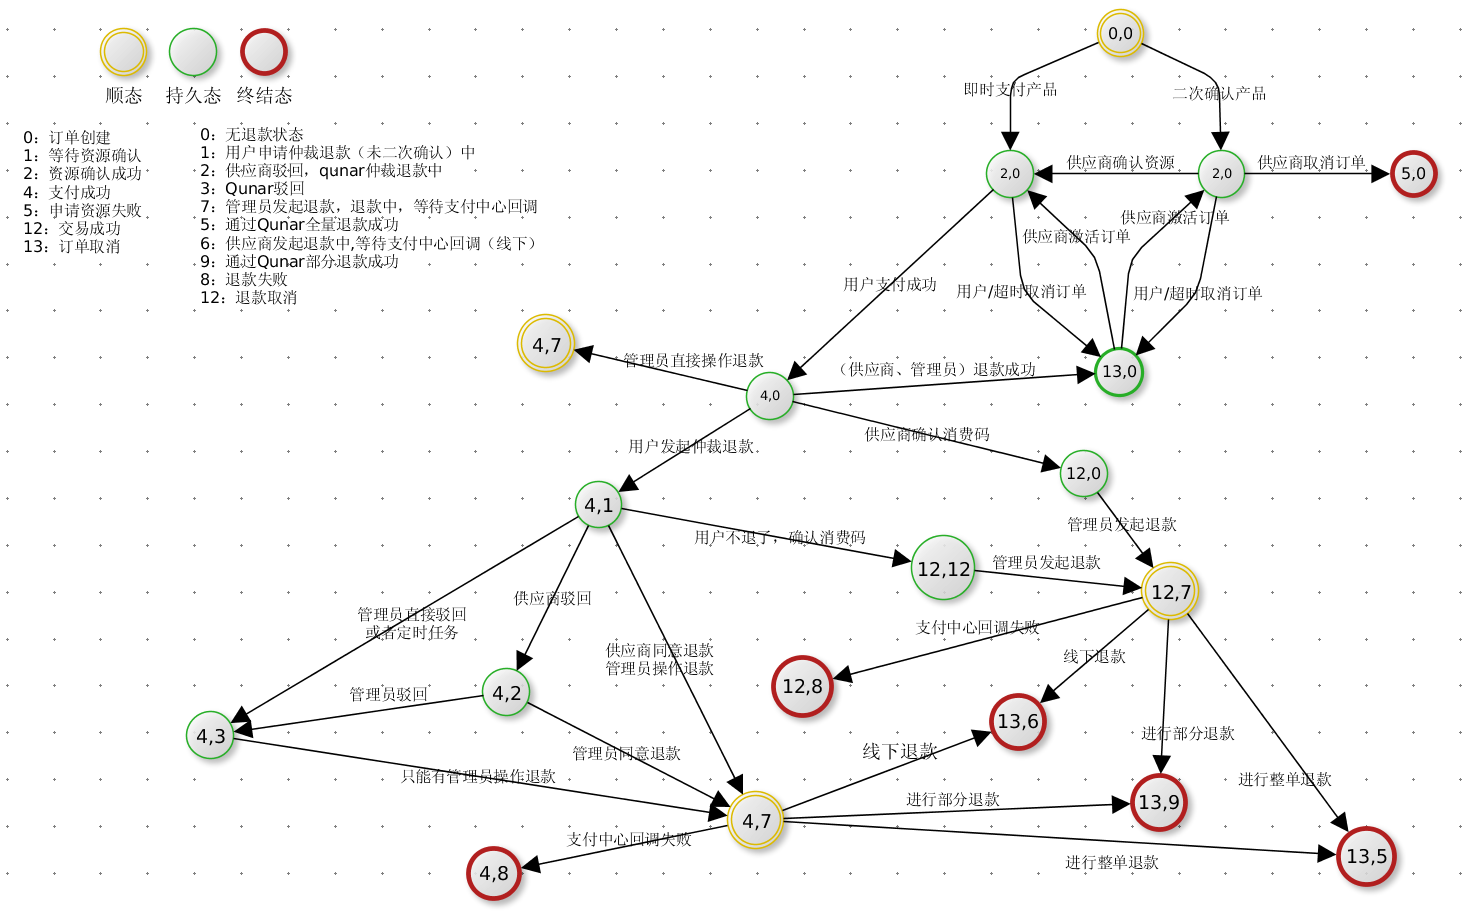 顺态
持久态
终结态
0：订单创建
1：等待资源确认
2：资源确认成功
4：支付成功
5：申请资源失败
12：交易成功
13：订单取消
0：无退款状态
1：用户申请仲裁退款（未二次确认）中
2：供应商驳回，qunar仲裁退款中
3：Qunar驳回
7：管理员发起退款，退款中，等待支付中心回调
5：通过Qunar全量退款成功
6：供应商发起退款中,等待支付中心回调（线下）
9：通过Qunar部分退款成功
8：退款失败
12：退款取消
0,0
即时支付产品
二次确认产品
2,0
供应商确认资源
2,0
供应商取消订单
5,0
供应商激活订单
供应商激活订单
用户支付成功
用户/超时取消订单
用户/超时取消订单
4,7
管理员直接操作退款
（供应商、管理员）退款成功
13,0
4,0
用户发起仲裁退款
供应商确认消费码
12,0
4,1
管理员发起退款
用户不退了，确认消费码
12,12
管理员发起退款
12,7
供应商驳回
管理员直接驳回
或者定时任务
支付中心回调失败
供应商同意退款
管理员操作退款
线下退款
12,8
4,2
管理员驳回
13,6
4,3
进行部分退款
管理员同意退款
线下退款
只能有管理员操作退款
进行整单退款
进行部分退款
13,9
4,7
支付中心回调失败
进行整单退款
13,5
4,8